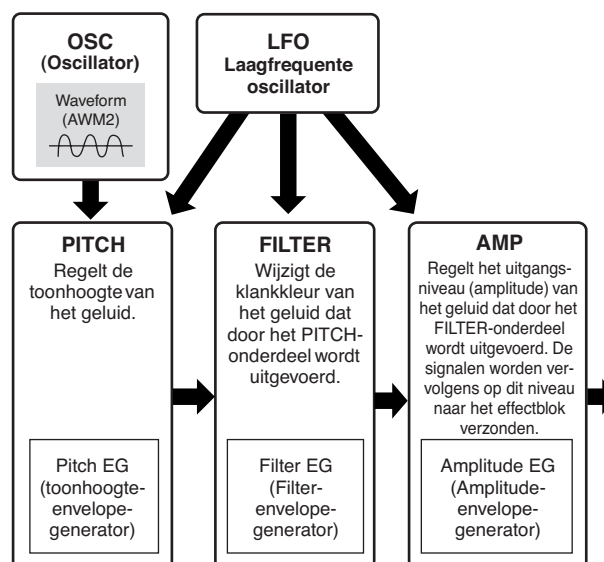 OSC
(Oscillator)
Waveform
(AWM2)
LFO
Laagfrequente
oscillator
PITCH
Regelt de
toonhoogte van
het geluid.
Pitch EG
(toonhoogte-
envelope-
generator)
FILTER
Wijzigt de
klankkleur van
het geluid dat
door het PITCH-
onderdeel wordt
uitgevoerd.
Filter EG
(Filter-
envelope-
generator)
AMP
Regelt het uitgangs-
niveau (amplitude) van
het geluid dat door het
FILTER-onderdeel
wordt uitgevoerd. De
signalen worden ver-
volgens op dit niveau
naar het effectblok
verzonden.
Amplitude EG
(Amplitude-
envelope-
generator)